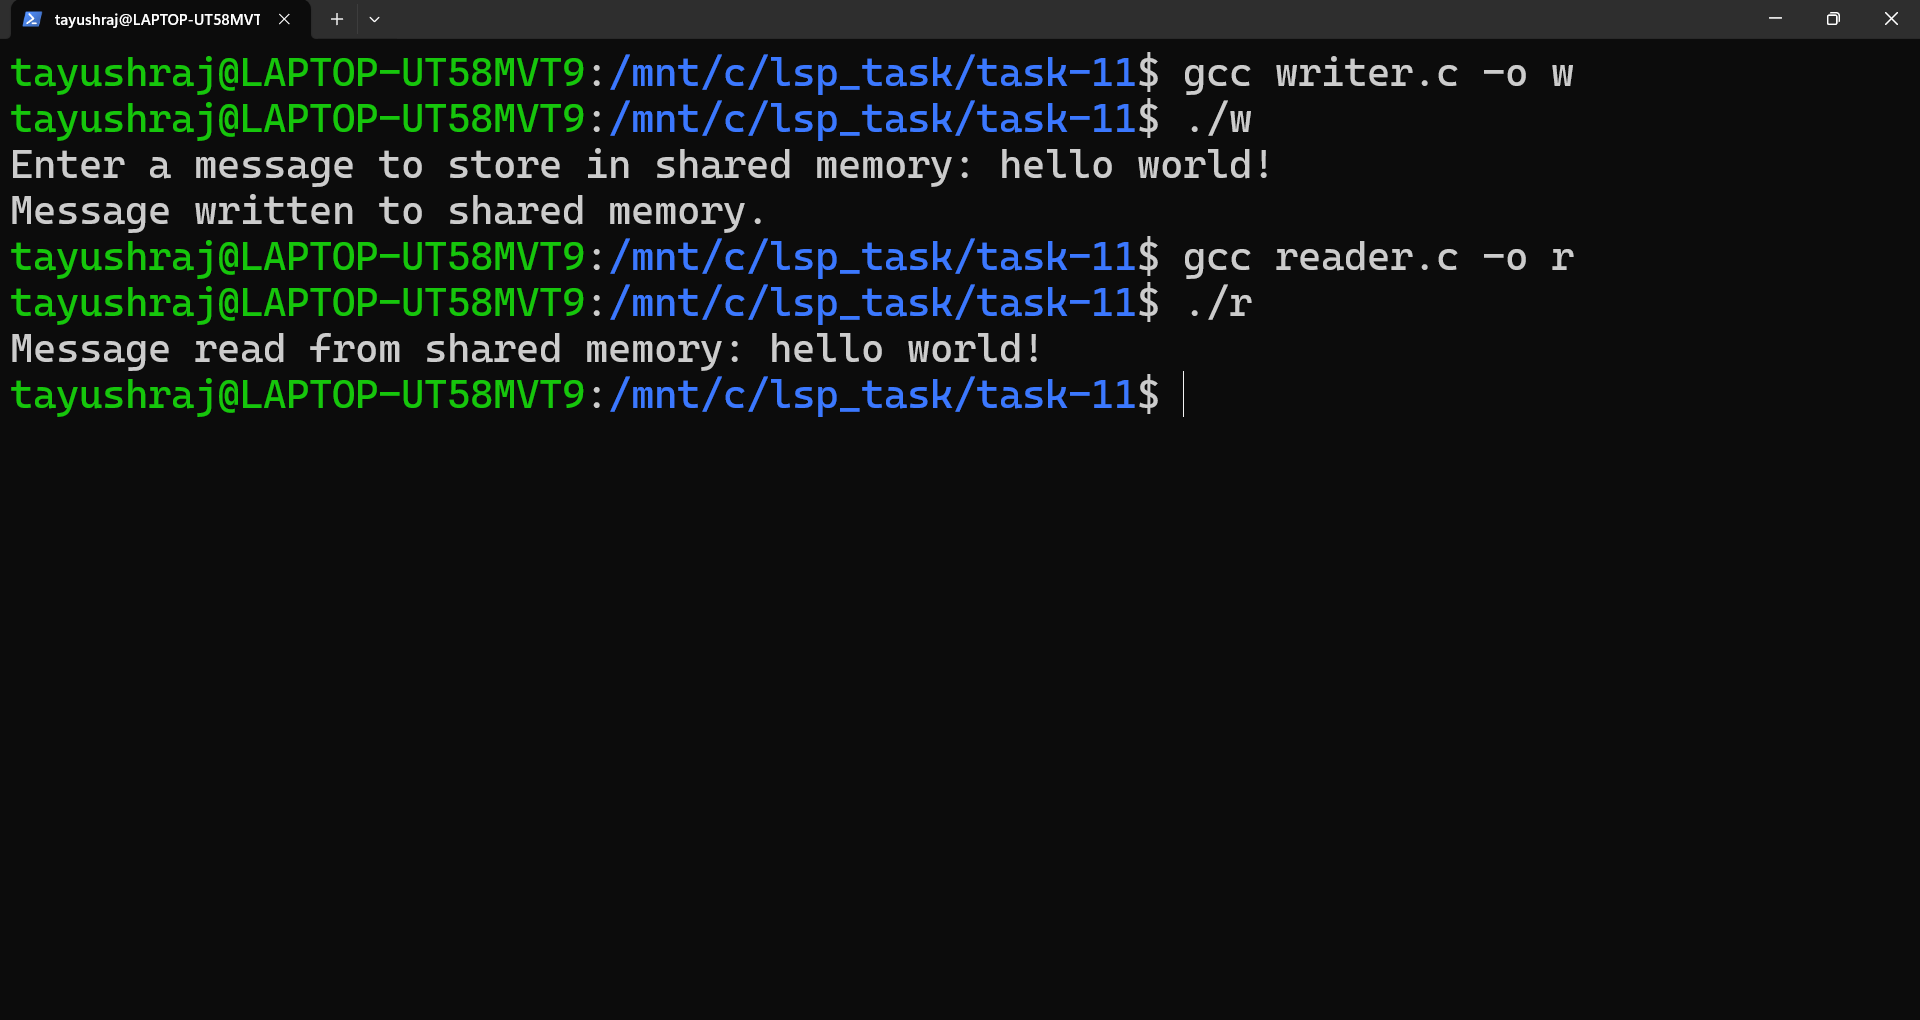 tayushraj@LAPTOP-UT58MVT
tayushraj@LAPTOP-UT58MVT9:/mnt/c/lsp_task/task-11$ gcc writer.c -o w
tayushraj@LAPTOP-UT58MVT9:/mnt/c/lsp_task/task-11$ ./w
Enter a message to store in shared memory: hello world!
Message written to shared memory.
tayushraj@LAPTOP-UT58MVT9:/mnt/c/lsp_task/task-11$ gcc reader.c -o r
tayushraj@LAPTOP-UT58MVT9:/mnt/c/lsp_task/task-11$ ./r
Message read from shared memory: hello world!
tayushraj@LAPTOP-UT58MVT9:/mnt/c/lsp_task/task-11$